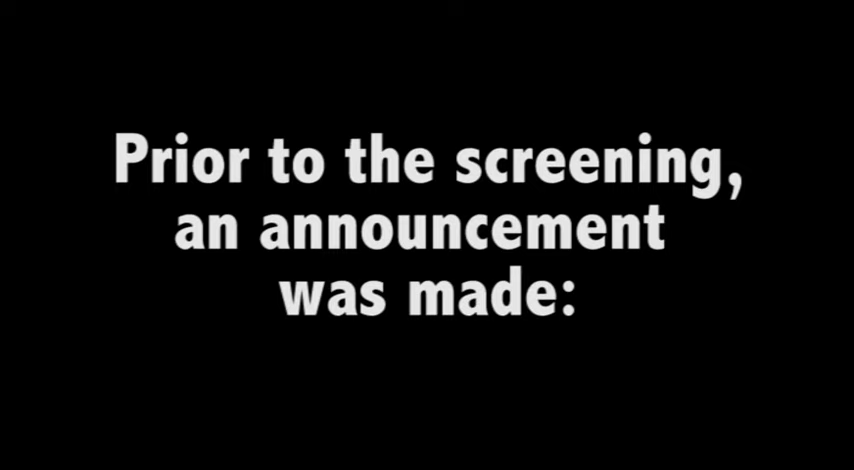 Prior to the screening,
an announcement
was made: